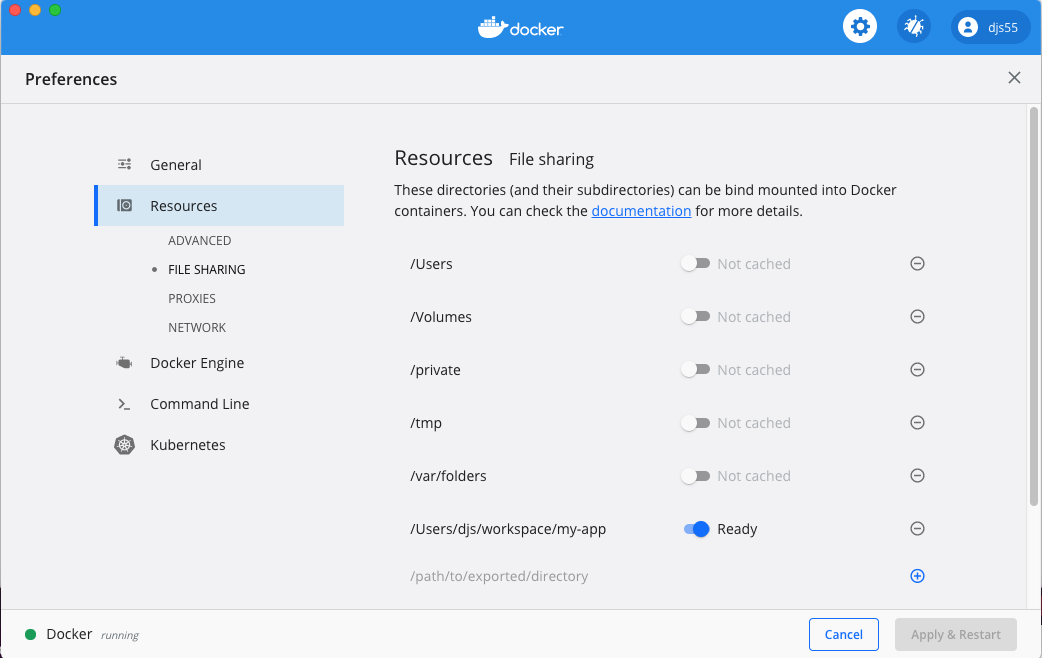 docker
djs55
Preferences
General
Resources
ADVANCED
FILE SHARING
PROXIES
NETWORK
Docker Engine
Command Line
Kubernetes
Resources File sharing
These directories (and their subdirectories) can be bind mounted into Docker
containers. You can check the documentation for more details.
/Users Not cached
/Volumes Not cached
/private Not cached
/tmp Not cached
/var/folders Not cached
/Users/djs/workspace/my-app Ready
/path/to/exported/directory
Docker running
Cancel
Apply & Restart